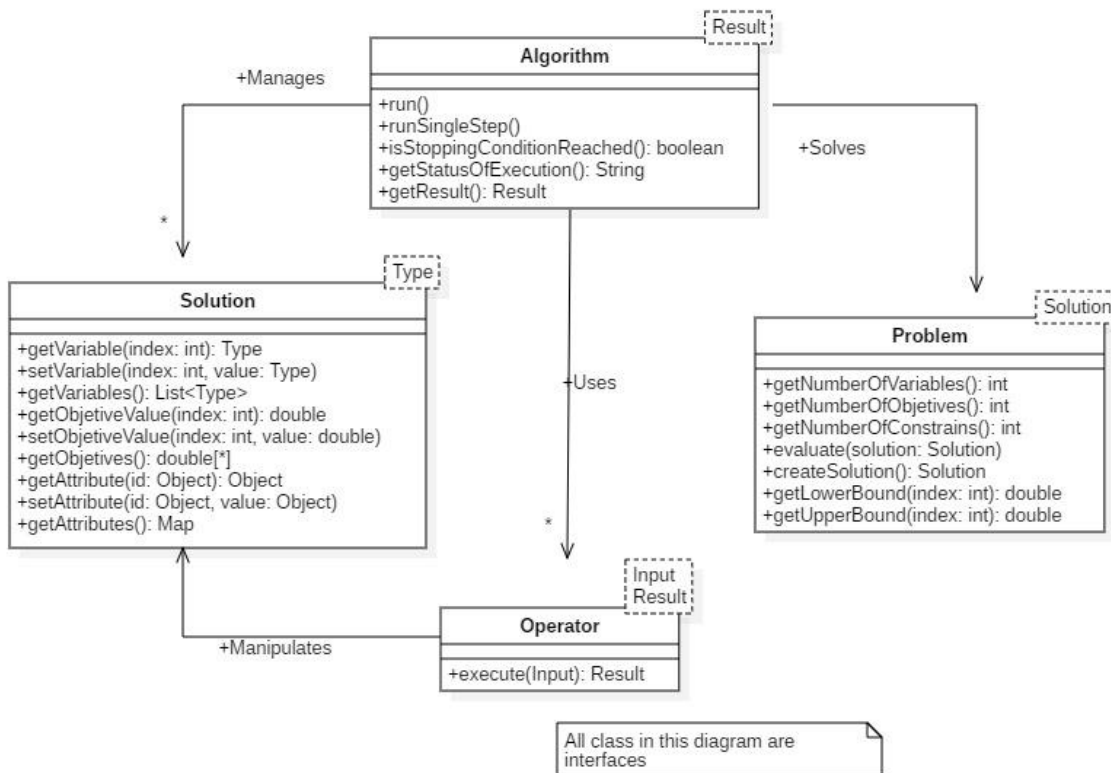 Result
Algorithm
+Manages
+run()
+runSingleStep()
+isStoppingConditionReached(): boolean
+getStatusOfExecution(): String
+getResult(): Result
+Solves
*
Type
Solution
+getVariable(index: int): Type
+setVariable(index: int, value: Type)
+getVariables(): List<Type>
+getObjetiveValue(index: int): double
+setObjetiveValue(index: int, value: double)
+getObjetives(): double[*]
+getAttribute(id: Object): Object
+setAttribute(id: Object, value: Object)
+getAttributes(): Map
+Uses
*
Solution
Problem
+getNumberOfVariables(): int
+getNumberOfObjetives(): int
+getNumberOfConstrains(): int
+evaluate(solution: Solution)
+createSolution(): Solution
+getLowerBound(index: int): double
+getUpperBound(index: int): double
Input
Result
Operator
+execute(Input): Result
+Manipulates
All class in this diagram are
interfaces